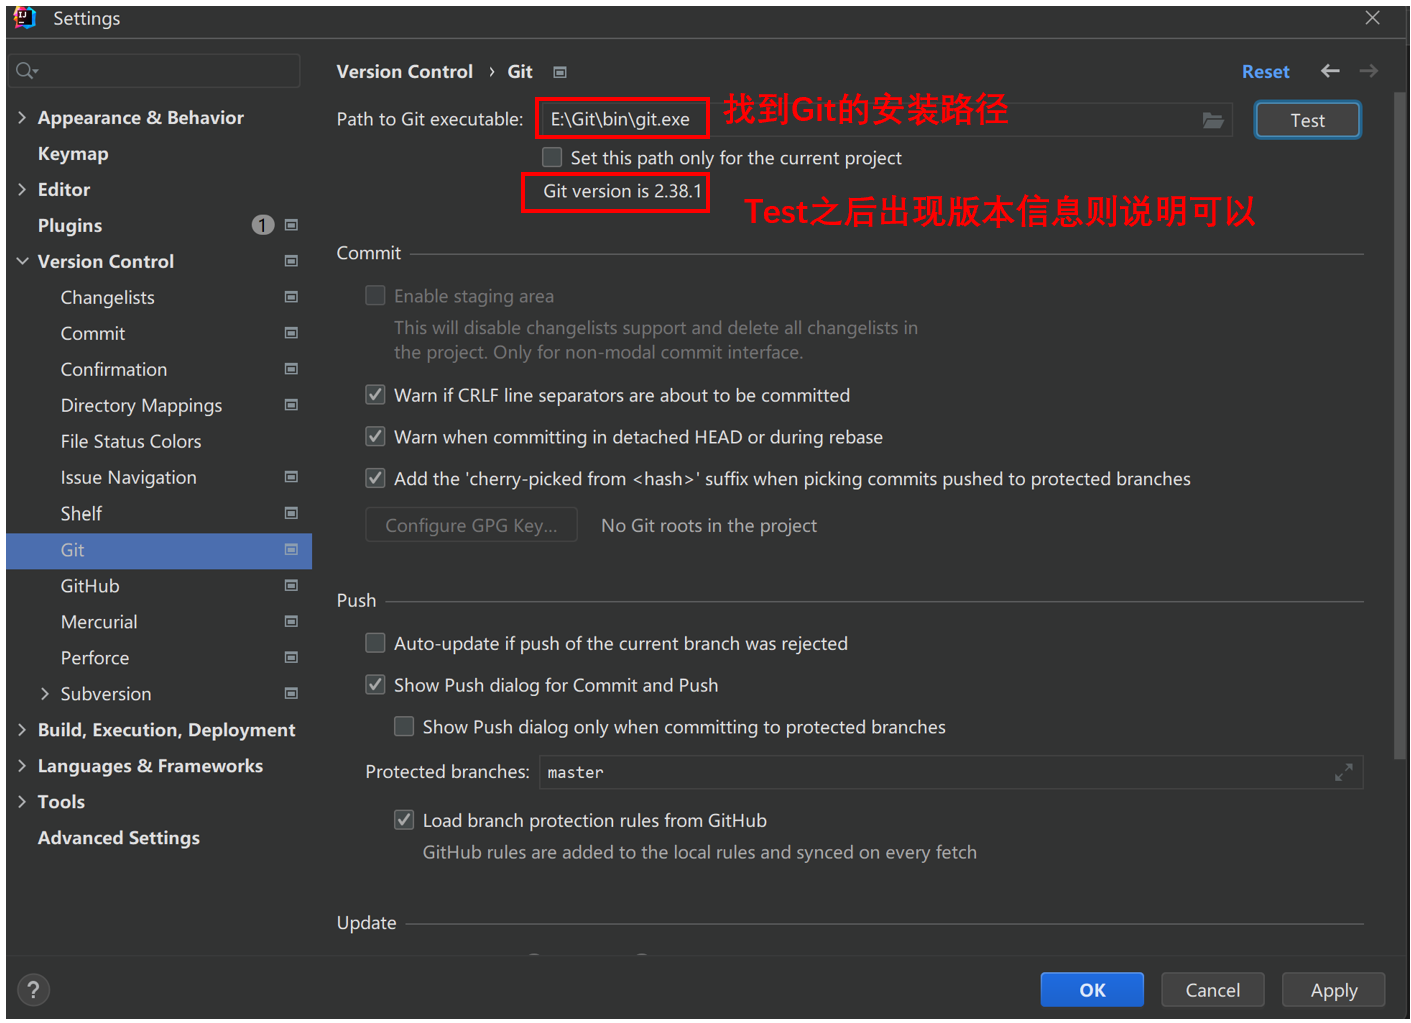 Settings
Version Control › Git
Reset
Appearance & Behavior
Keymap
Editor
Plugins
1
Version Control
Changelists
Commit
Confirmation
Directory Mappings
File Status Colors
Issue Navigation
Shelf
Git
GitHub
Mercurial
Perforce
Subversion
Build, Execution, Deployment
Languages & Frameworks
Tools
Advanced Settings
Path to Git executable: E:\Git\bin\git.exe 找到Git的安装路径 Test
Set this path only for the current project
Git version is 2.38.1
Test之后出现版本信息则说明可以
Commit
Enable staging area
This will disable changelists support and delete all changelists in
the project. Only for non-modal commit interface.
Warn if CRLF line separators are about to be committed
Warn when committing in detached HEAD or during rebase
Add the 'cherry-picked from <hash>' suffix when picking commits pushed to protected branches
Configure GPG Key... No Git roots in the project
Push
Auto-update if push of the current branch was rejected
Show Push dialog for Commit and Push
Show Push dialog only when committing to protected branches
Protected branches: master
Load branch protection rules from GitHub
GitHub rules are added to the local rules and synced on every fetch
Update
? OK Cancel Apply